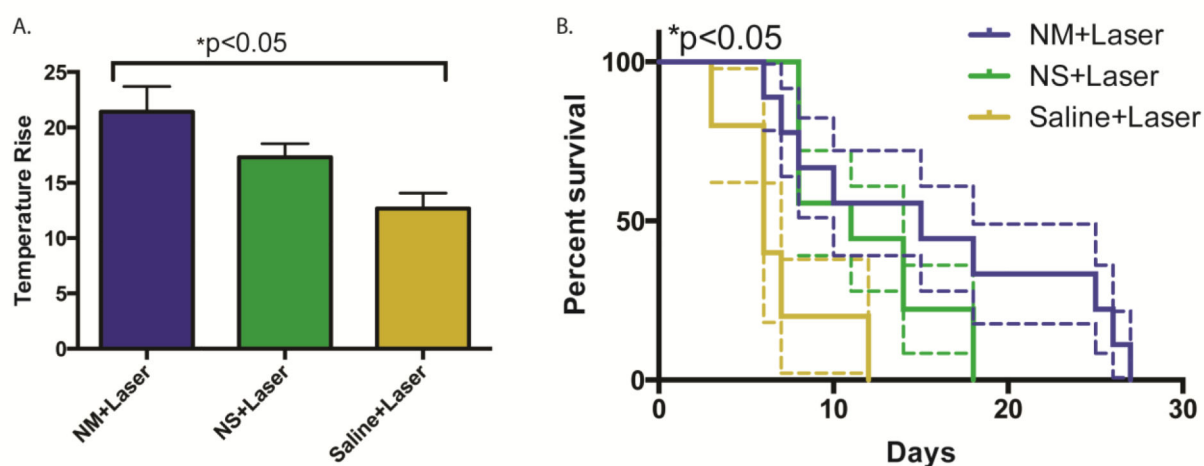 A.
*p<0.05
Temperature Rise
25
20
15
10
5
0
NM+Laser
NS+Laser
Saline+Laser
B.
*p<0.05
NM+Laser
NS+Laser
Saline+Laser
Percent survival
100
50
0
0 10 20 30
Days